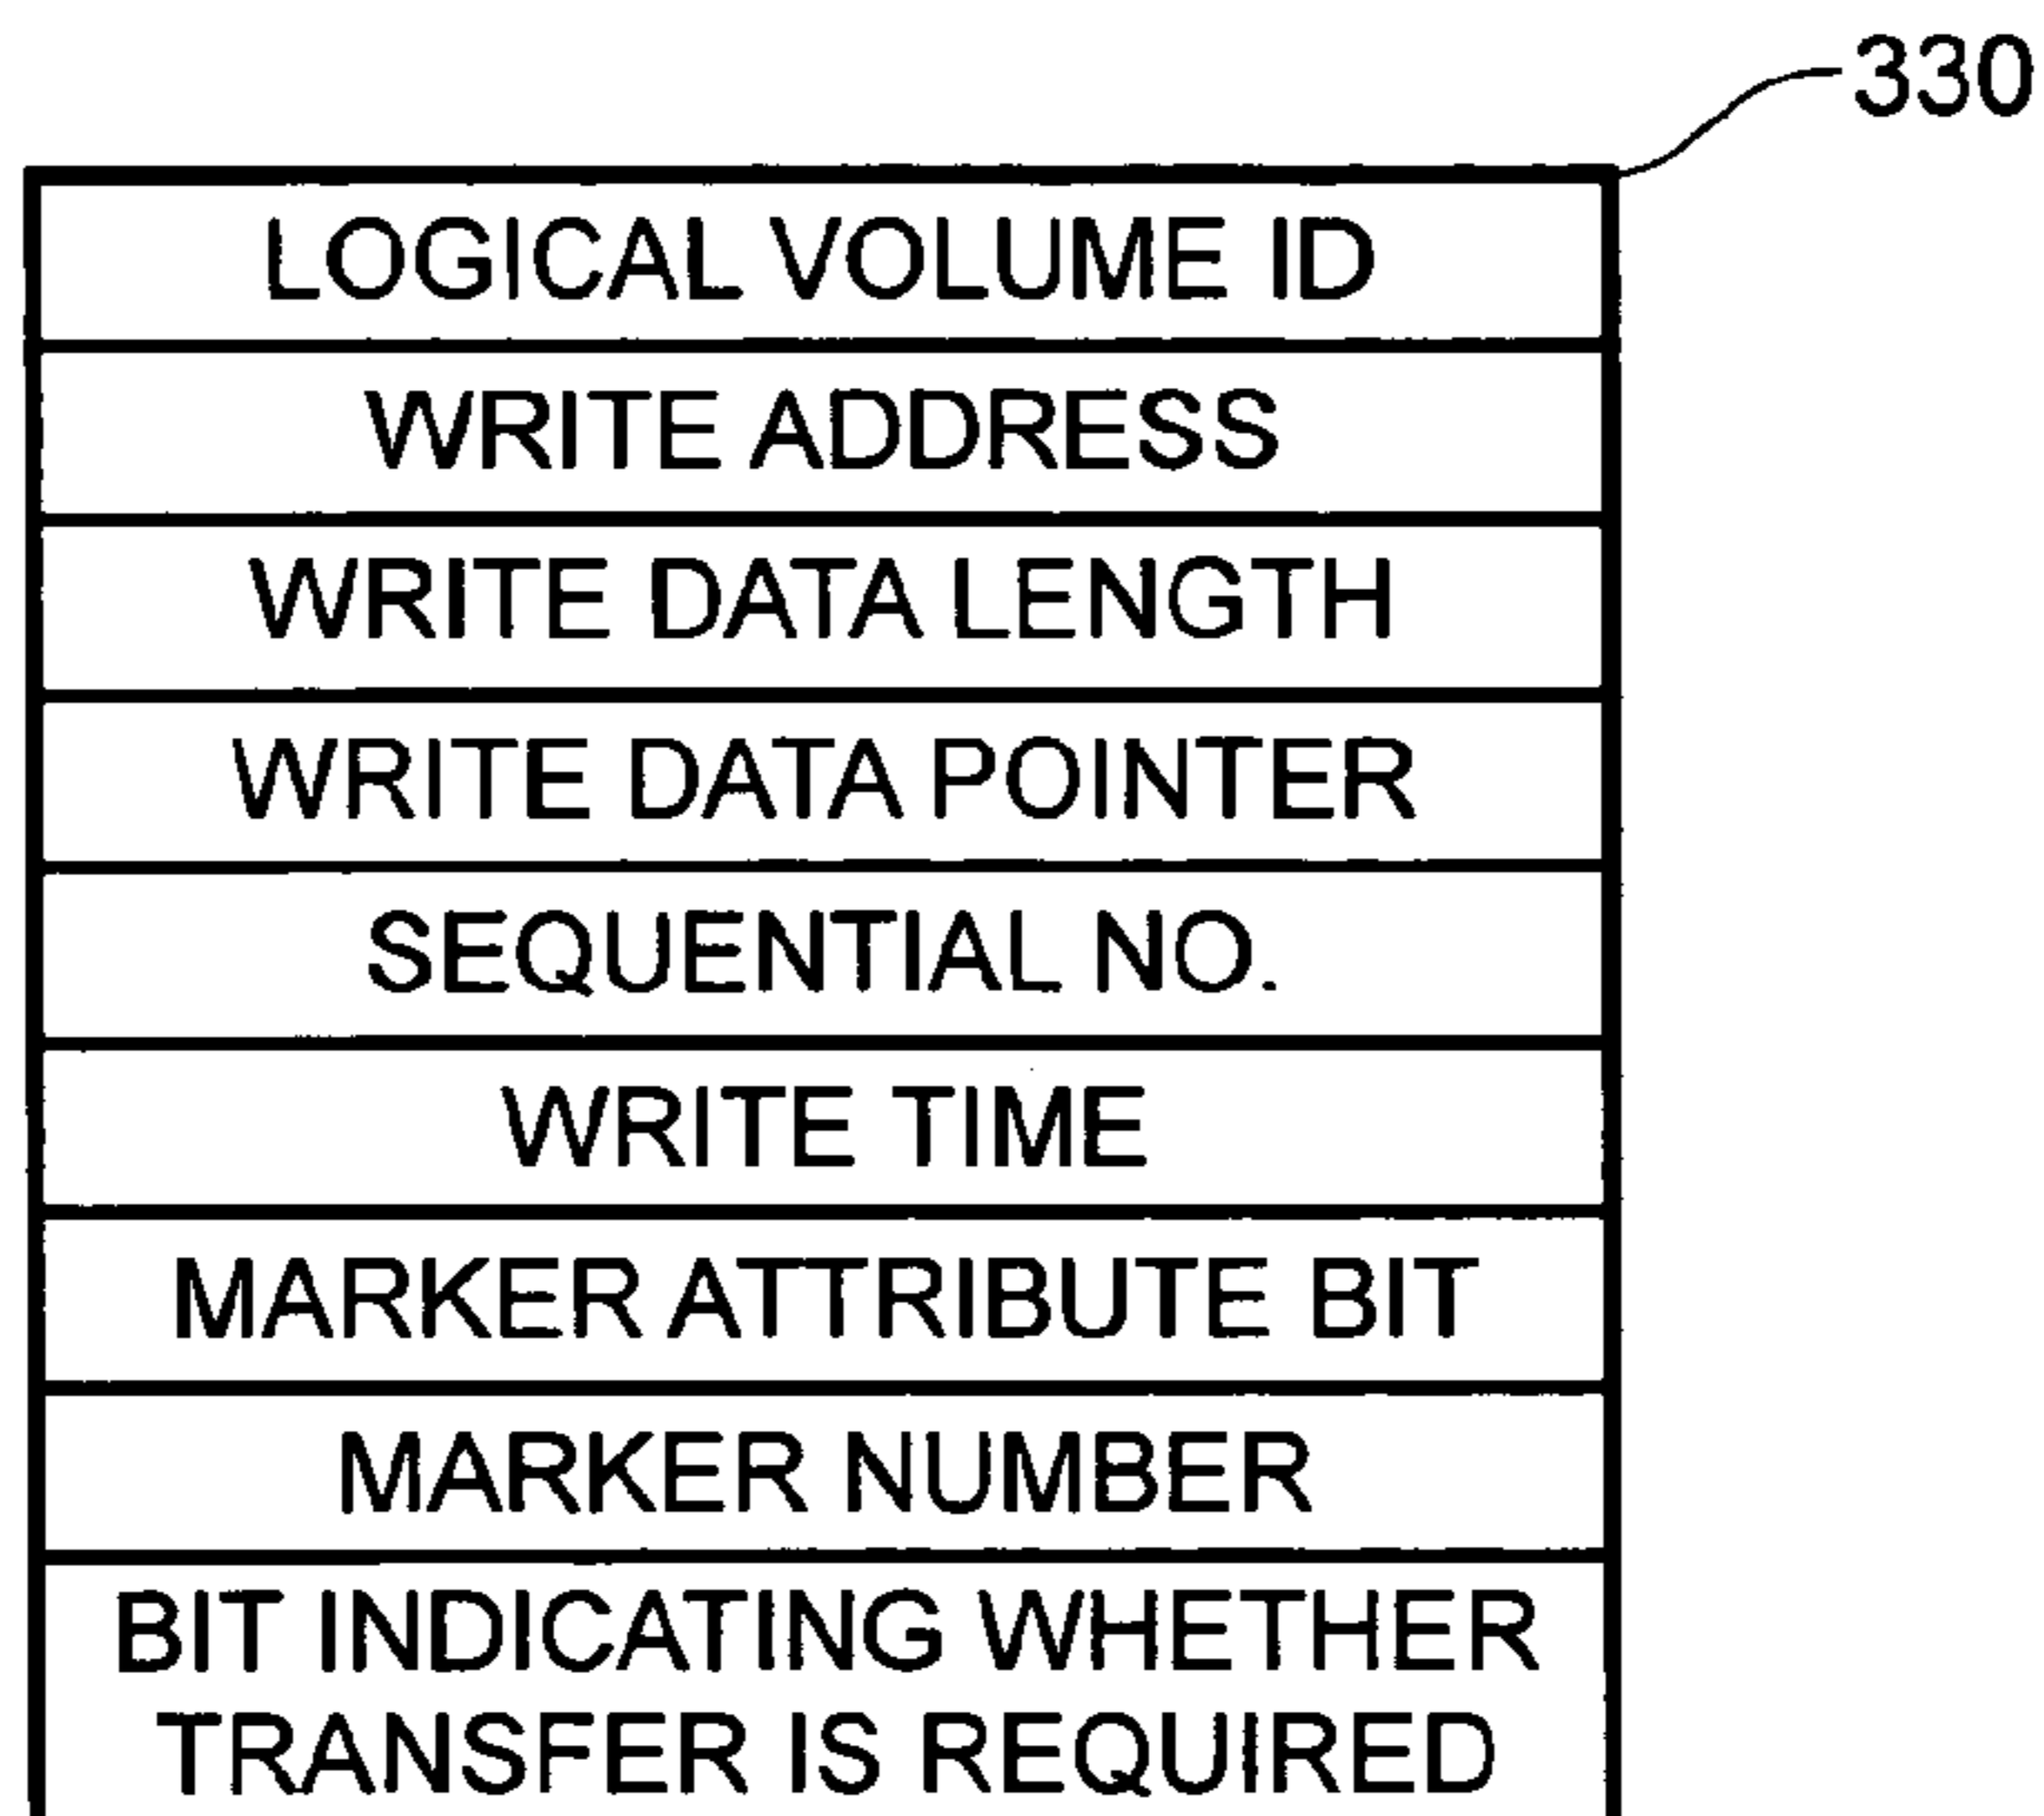 330
LOGICAL VOLUME ID
WRITE ADDRESS
WRITE DATA LENGTH
WRITE DATA POINTER
SEQUENTIAL NO.
WRITE TIME
MARKER ATTRIBUTE BIT
MARKER NUMBER
BIT INDICATING WHETHER
TRANSFER IS REQUIRED